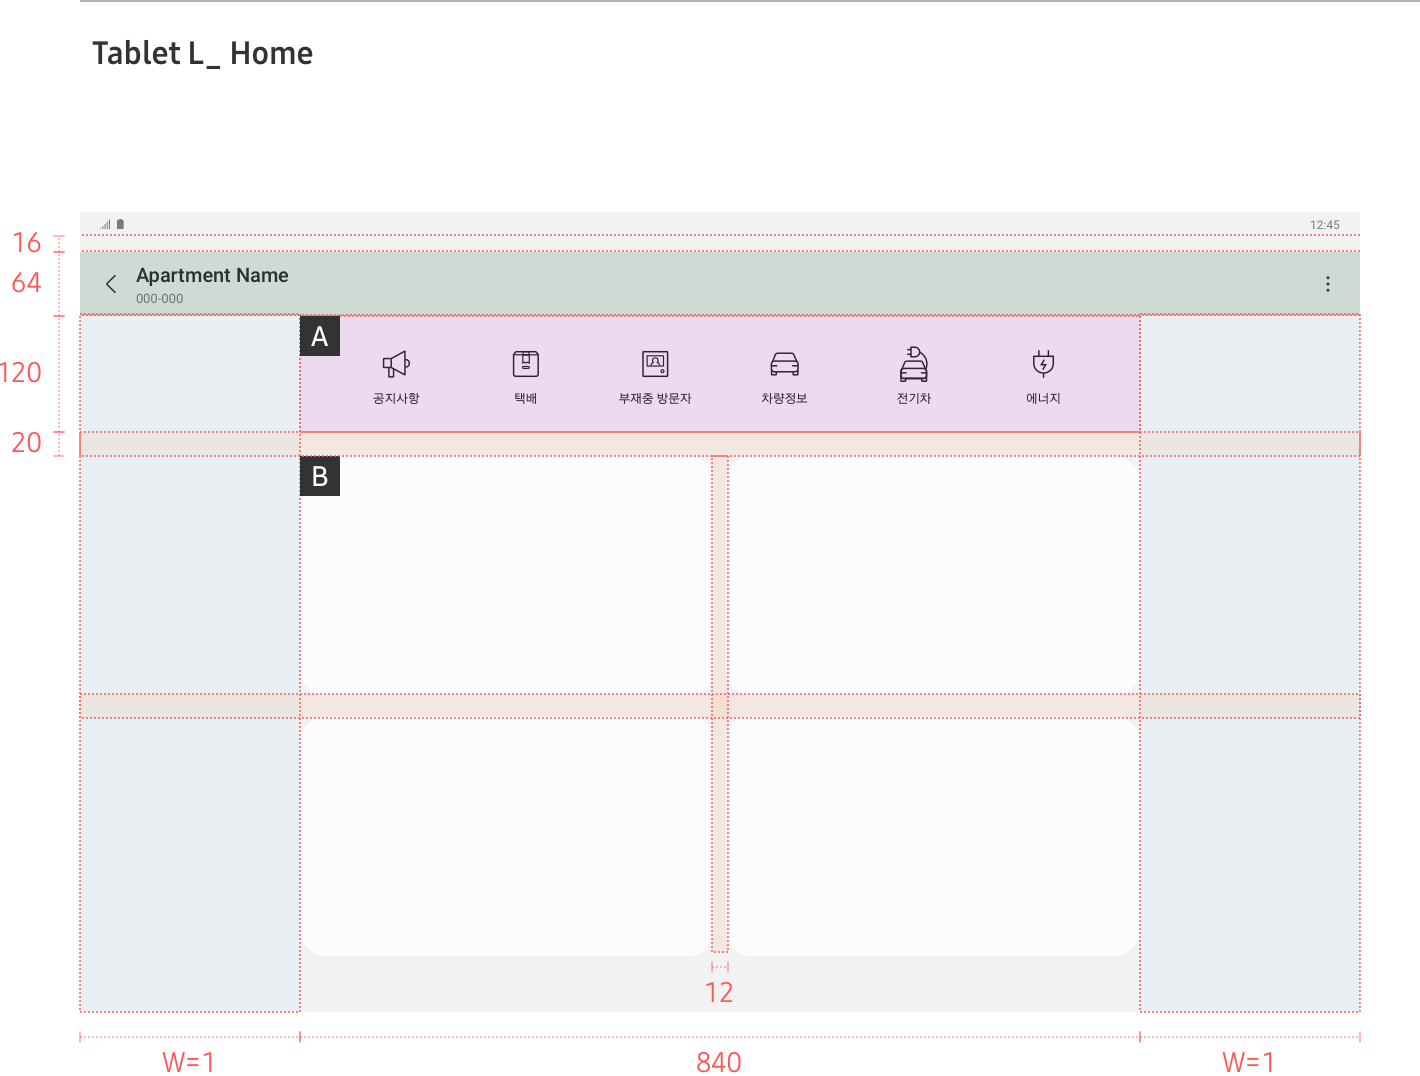 Tablet L_ Home
12:45
16
64
Apartment Name
000-000
A
120
공지사항
택배
부재중 방문자
차량정보
전기차
에너지
20
B
12
W=1
840
W=1